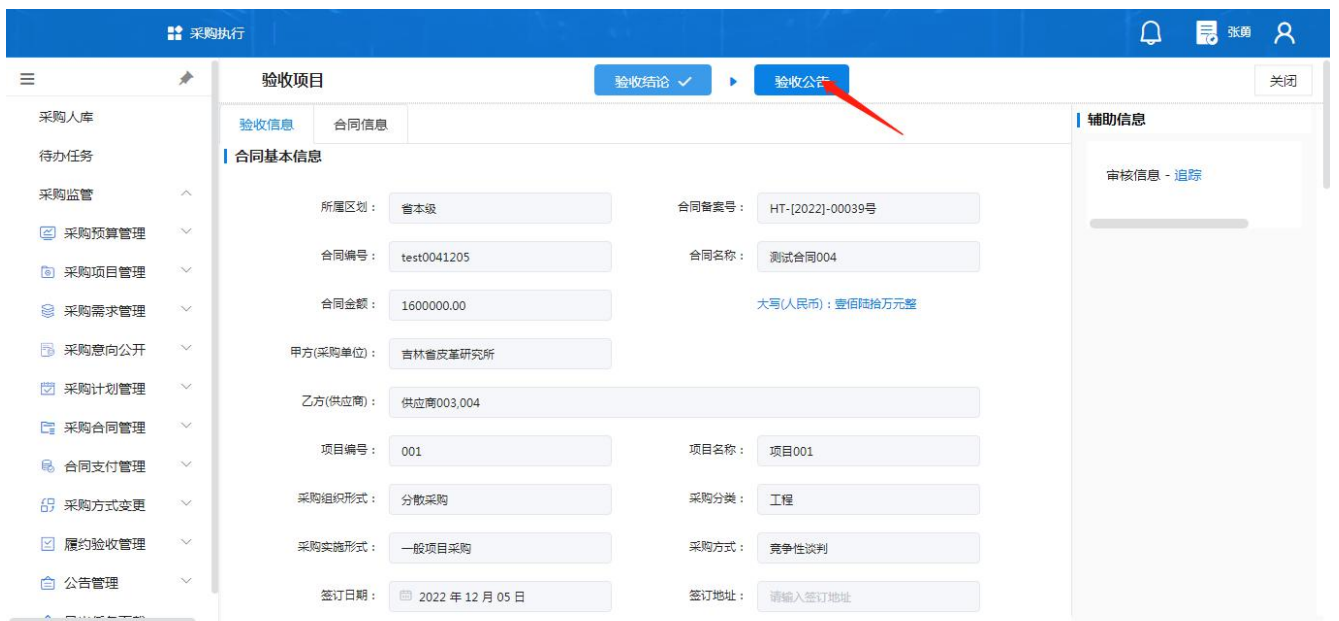 采购执行
张勇
验收项目
验收结论
验收公告
关闭
采购人库
待办任务
采购监管
采购预算管理
采购项目管理
采购需求管理
采购意向公开
采购计划管理
采购合同管理
合同支付管理
采购方式变更
履约验收管理
公告管理
验收信息 合同信息
合同基本信息
所属区划： 省本级 合同备案号： HT-[2022]-00039号
合同编号： test0041205 合同名称： 测试合同004
合同金额： 1600000.00 大写(人民币)：壹佰陆拾万元整
甲方(采购单位)： 吉林省皮革研究所
乙方(供应商)： 供应商003,004
项目编号： 001 项目名称： 项目001
采购组织形式： 分散采购 采购分类： 工程
采购实施形式： 一般项目采购 采购方式： 竞争性谈判
签订日期： 2022 年 12 月 05 日 签订地址： 请输入签订地址
辅助信息
审核信息 - 追踪